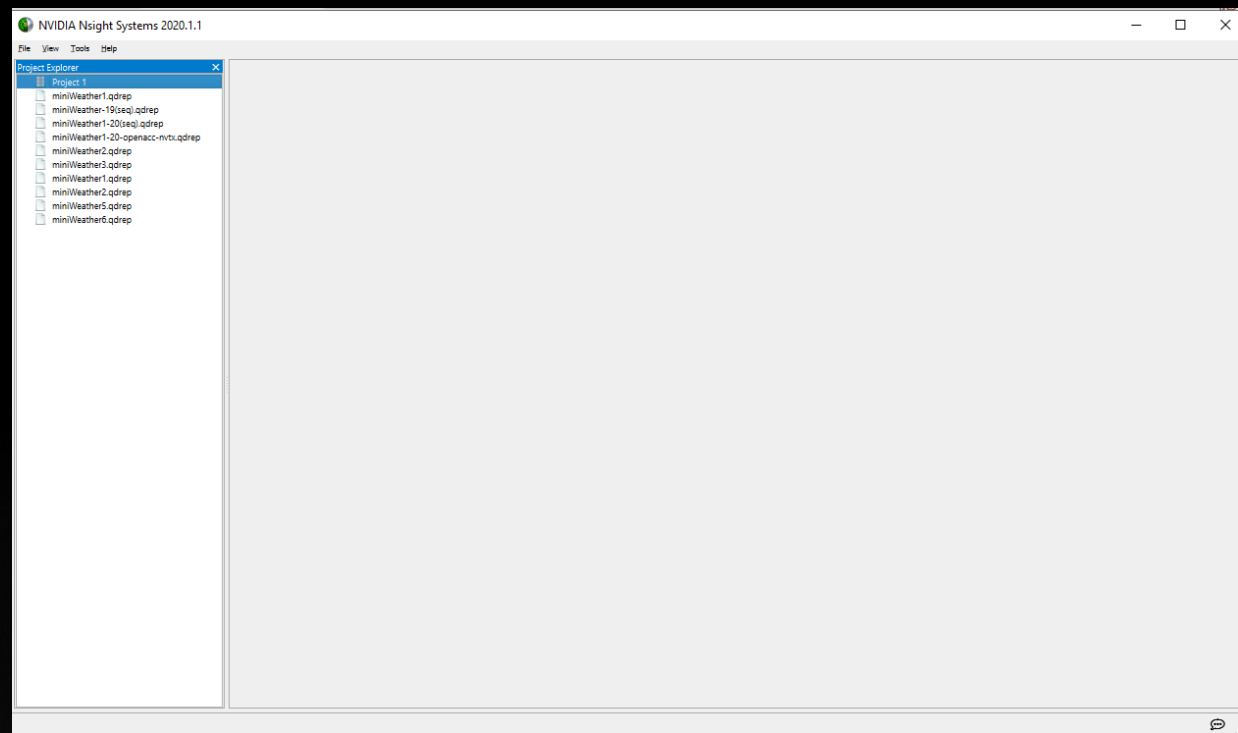 NVIDIA Nsight Systems 2020.1.1
File View Tools Help
Project Explorer
Project 1
miniWeather1.qdrep
miniWeather-19(seq).qdrep
miniWeather1-20(seq).qdrep
miniWeather1-20-openacc-nvtx.qdrep
miniWeather2.qdrep
miniWeather3.qdrep
miniWeather1.qdrep
miniWeather2.qdrep
miniWeather5.qdrep
miniWeather6.qdrep